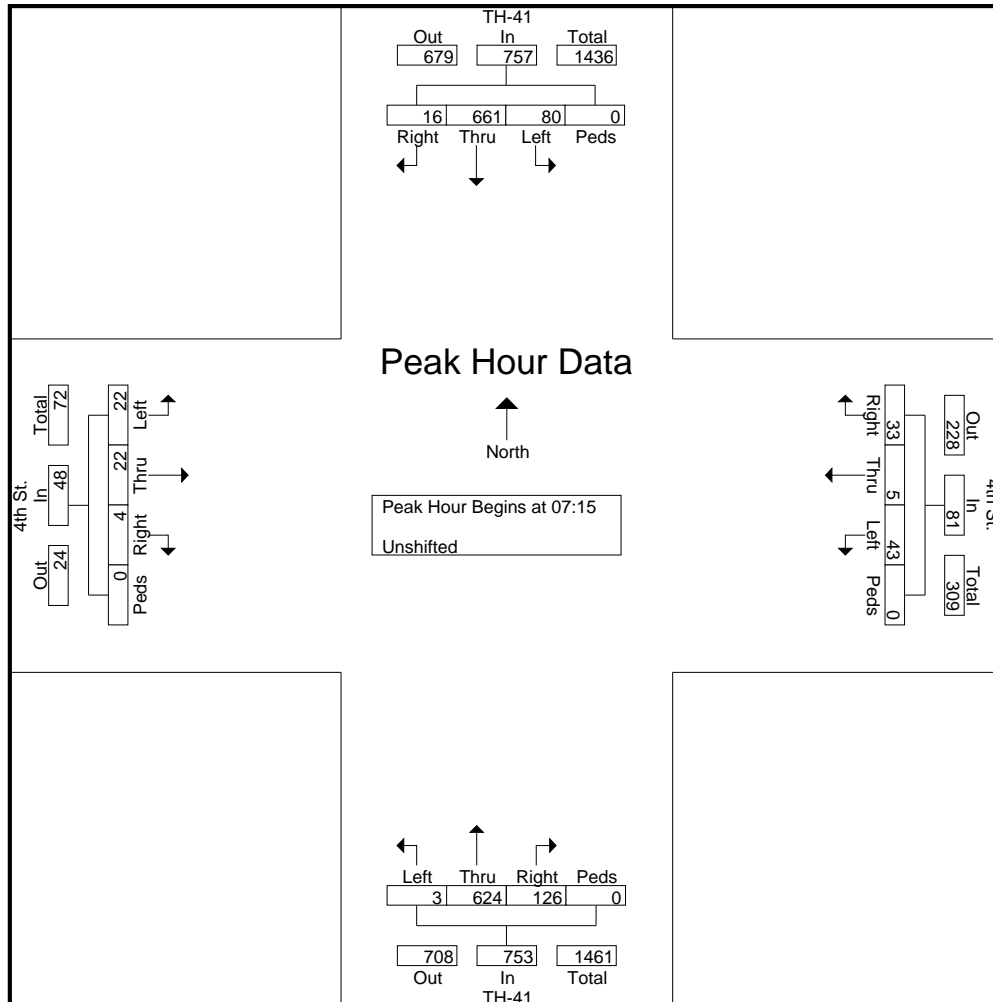 TH-41
Out In Total
679 757 1436
16 661 80 0
Right Thru Left Peds
Peak Hour Data
North
Peak Hour Begins at 07:15
Unshifted
4th St.
Out In Total
24 48 72
22 22 4 0
Left Thru Right Peds
4th St.
Out In Total
228 81 309
33 5 43 0
Right Thru Left Peds
Left Thru Right Peds
3 624 126 0
708 753 1461
Out In Total
TH-41